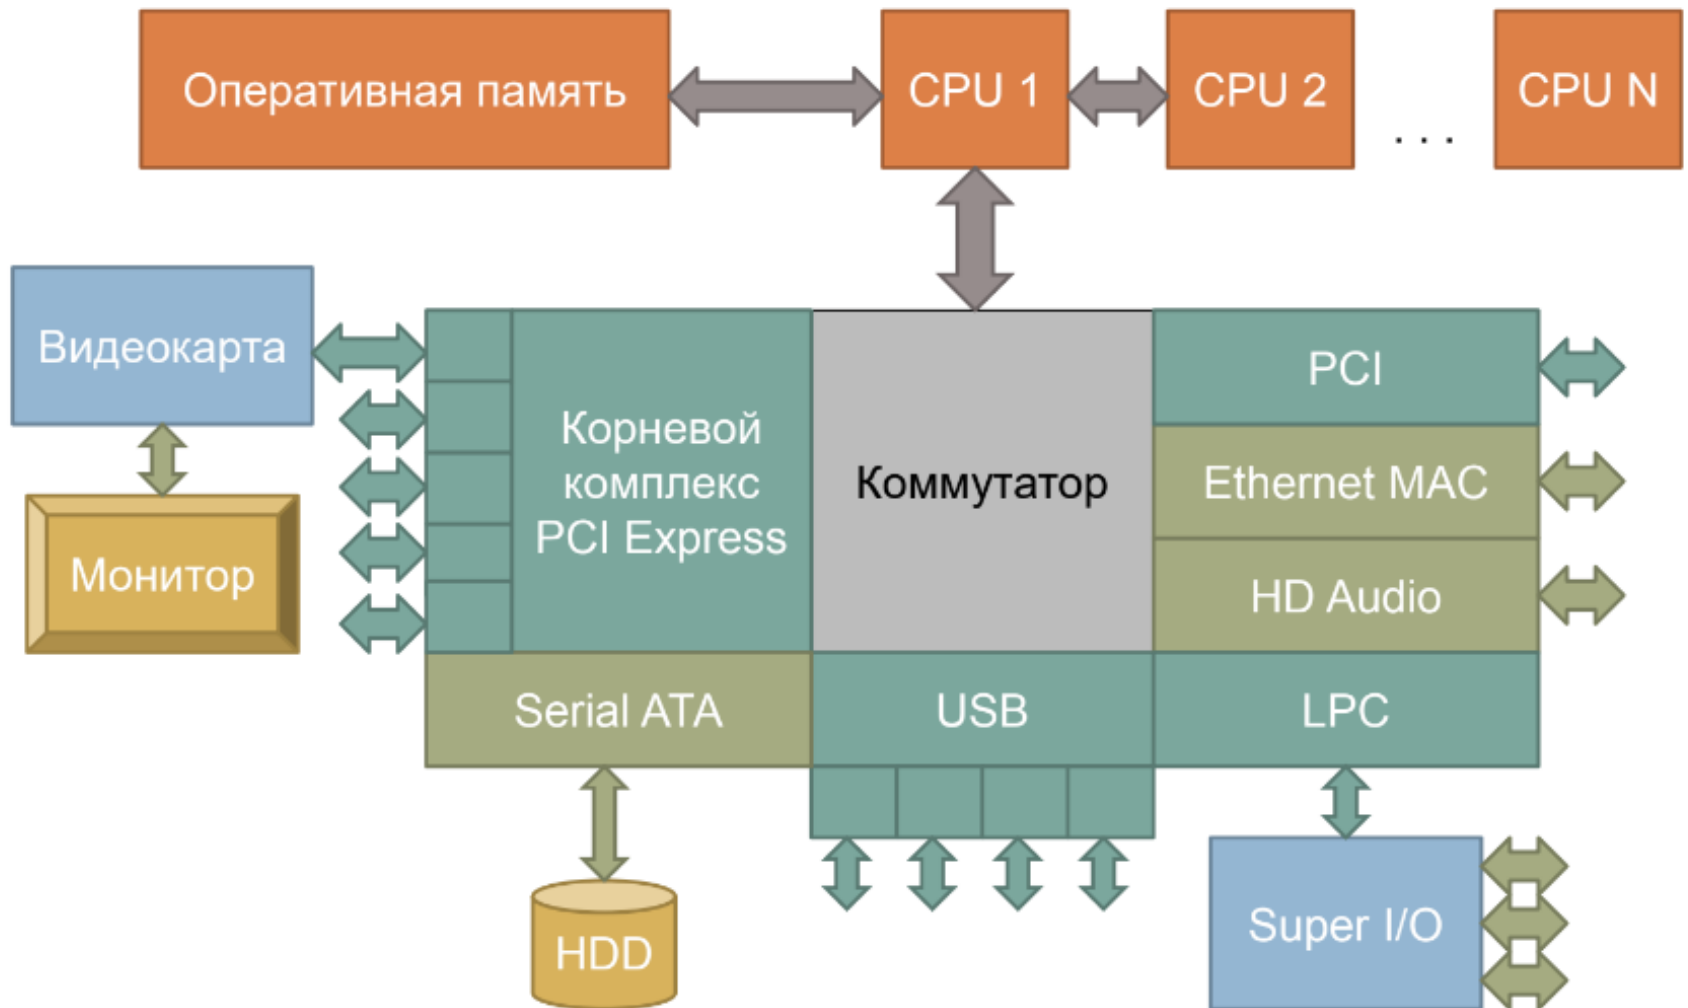 Оперативная память
CPU 1
CPU 2
. . .
CPU N
Видеокарта
Монитор
Корневой
комплекс
PCI Express
Коммутатор
PCI
Ethernet MAC
HD Audio
Serial ATA
USB
LPC
HDD
Super I/O